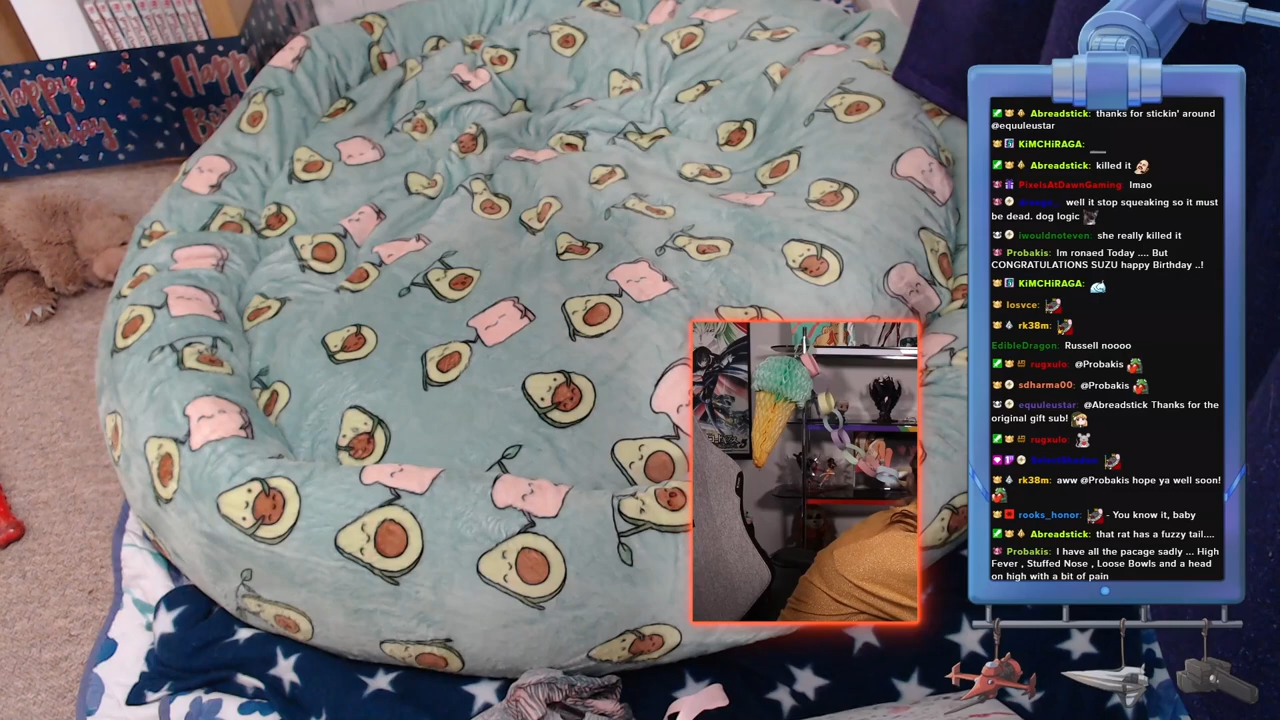 Happy
Birthday
Happy
Abreadstick: thanks for stickin' around
@equuleustar
KiMCHiRAGA:
Abreadstick: killed it
PixelsAtDawnGaming: lmao
well it stop squeaking so it must
be dead. dog logic
iwouldnoteven: she really killed it
Probakis: Im ronaed Today .... But
CONGRATULATIONS SUZU happy Birthday ..!
KiMCHiRAGA:
losvce:
rk38m:
EdibleDragon: Russell noooo
rugxulo: @Probakis
sdharma00: @Probakis
equuleustar: @Abreadstick Thanks for the
original gift sub!
rugxulo:
rk38m: aww @Probakis hope ya well soon!
rooks_honor: - You know it, baby
Abreadstick: that rat has a fuzzy tail....
Probakis: I have all the pacage sadly ... High
Fever , Stuffed Nose , Loose Bowls and a head
on high with a bit of pain